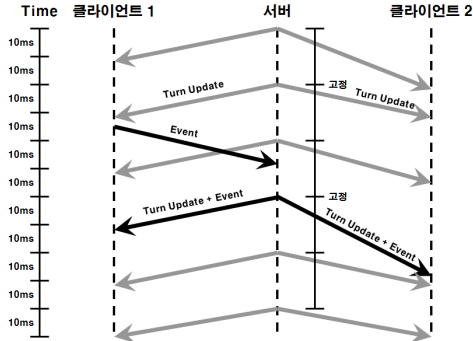 Time 클라이언트 1 서버 클라이언트 2
10ms
10ms
고정
Turn Update
Turn Update
10ms
10ms
Event
10ms
10ms
고정
Turn Update + Event
Turn Update + Event
10ms
10ms
10ms
10ms
10ms